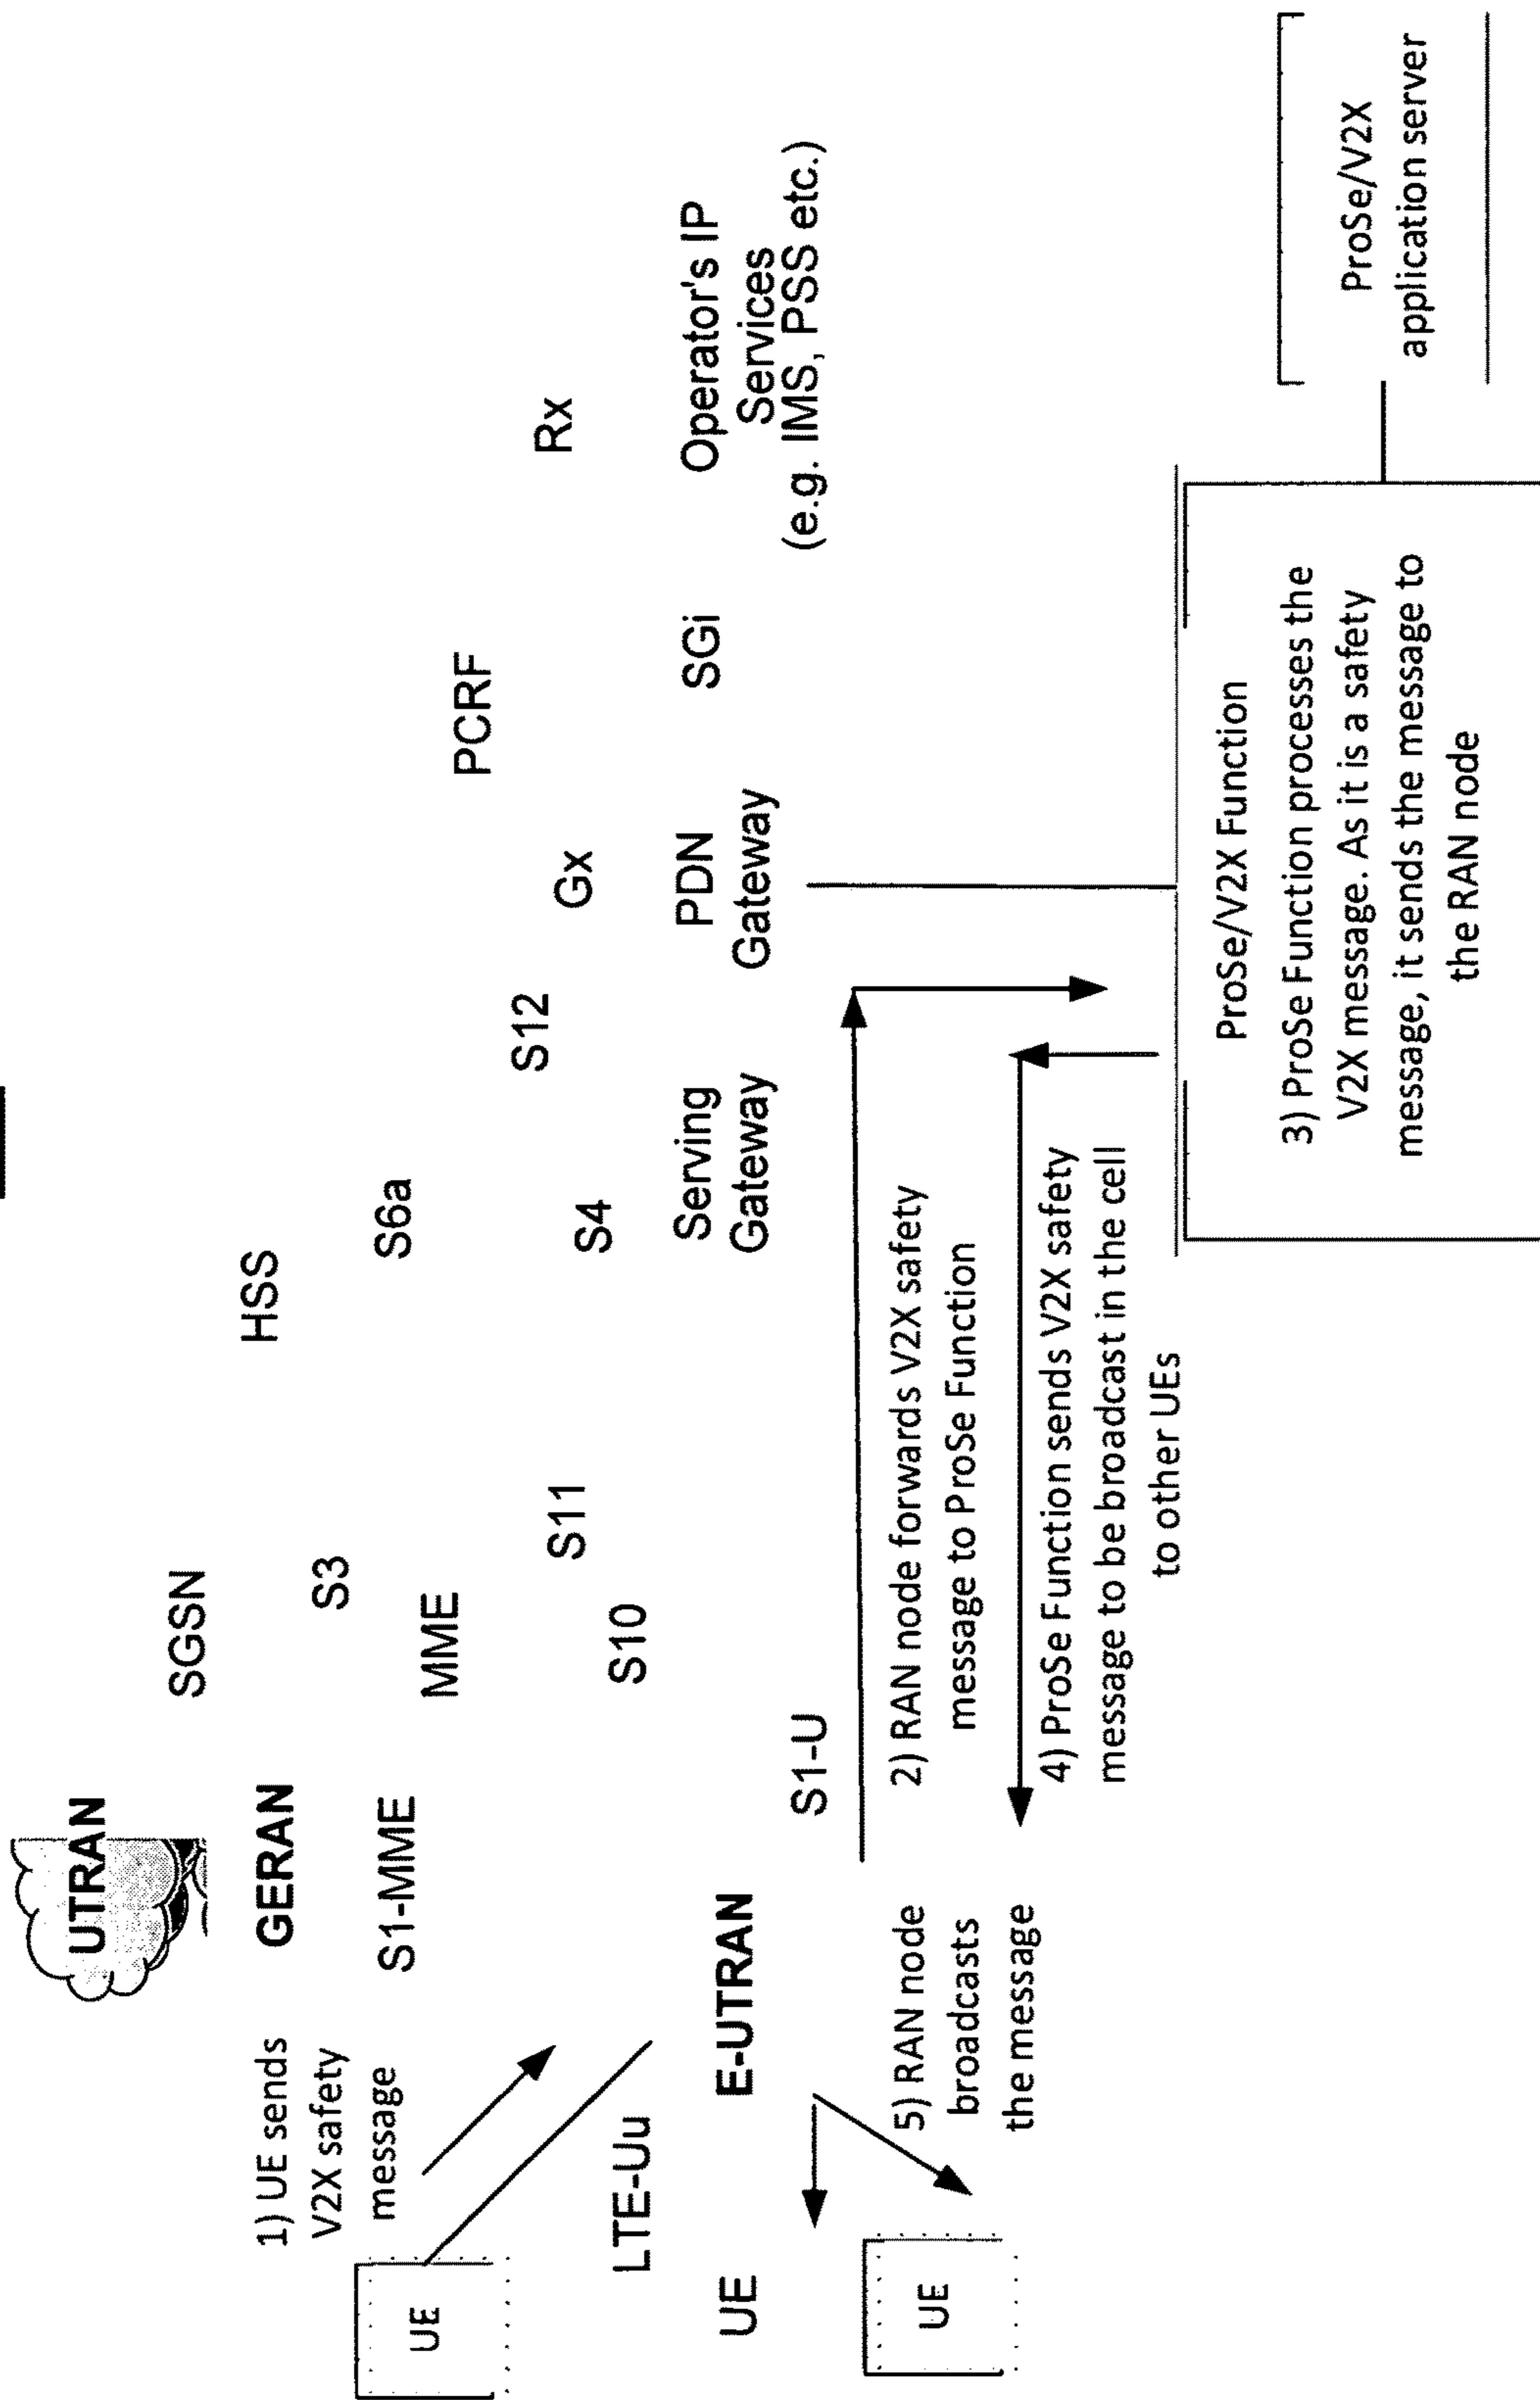 UTRAN
SGSN
HSS
GERAN
S3
S6a
1) UE sends
V2X safety
message
S1-MME
MME
PCRF
S11
S4
S12
Gx
Rx
UE
LTE-Uu
S10
E-UTRAN
Serving
Gateway
PDN
Gateway
SGi
Operator's IP
Services
(e.g. IMS, PSS etc.)
UE
S1-U
UE
5) RAN node
broadcasts
the message
2) RAN node forwards V2X safety
message to ProSe Function
4) ProSe Function sends V2X safety
message to be broadcast in the cell
to other UEs
ProSe/V2X Function
3) ProSe Function processes the
V2X message. As it is a safety
message, it sends the message to
the RAN node
ProSe/V2X
application server